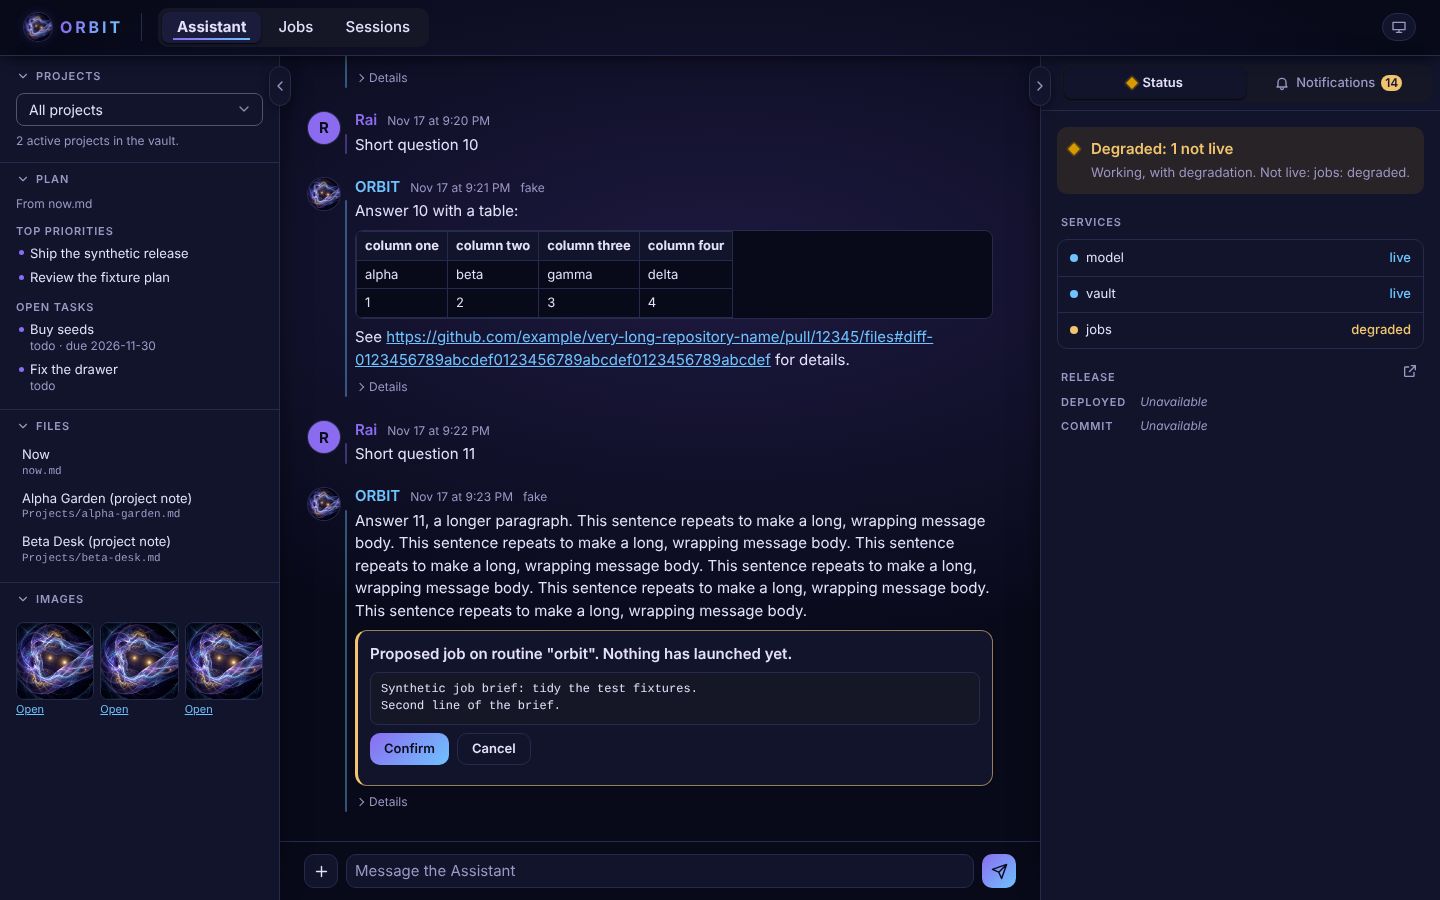 ORBIT
Assistant
Jobs
Sessions
PROJECTS
All projects
2 active projects in the vault.
PLAN
From now.md
TOP PRIORITIES
Ship the synthetic release
Review the fixture plan
OPEN TASKS
Buy seeds
todo · due 2026-11-30
Fix the drawer
todo
FILES
Now
now.md
Alpha Garden (project note)
Projects/alpha-garden.md
Beta Desk (project note)
Projects/beta-desk.md
IMAGES
Open Open Open
Details
R
Rai Nov 17 at 9:20 PM
Short question 10
ORBIT Nov 17 at 9:21 PM fake
Answer 10 with a table:
column one column two column three column four
alpha beta gamma delta
1 2 3 4
See https://github.com/example/very-long-repository-name/pull/12345/files#diff-
0123456789abcdef0123456789abcdef0123456789abcdef for details.
Details
R
Rai Nov 17 at 9:22 PM
Short question 11
ORBIT Nov 17 at 9:23 PM fake
Answer 11, a longer paragraph. This sentence repeats to make a long, wrapping message
body. This sentence repeats to make a long, wrapping message body. This sentence
repeats to make a long, wrapping message body. This sentence repeats to make a long,
wrapping message body. This sentence repeats to make a long, wrapping message body.
This sentence repeats to make a long, wrapping message body.
Proposed job on routine "orbit". Nothing has launched yet.
Synthetic job brief: tidy the test fixtures.
Second line of the brief.
Confirm Cancel
Details
Message the Assistant
Status
Notifications 14
Degraded: 1 not live
Working, with degradation. Not live: jobs: degraded.
SERVICES
model live
vault live
jobs degraded
RELEASE
DEPLOYED Unavailable
COMMIT Unavailable